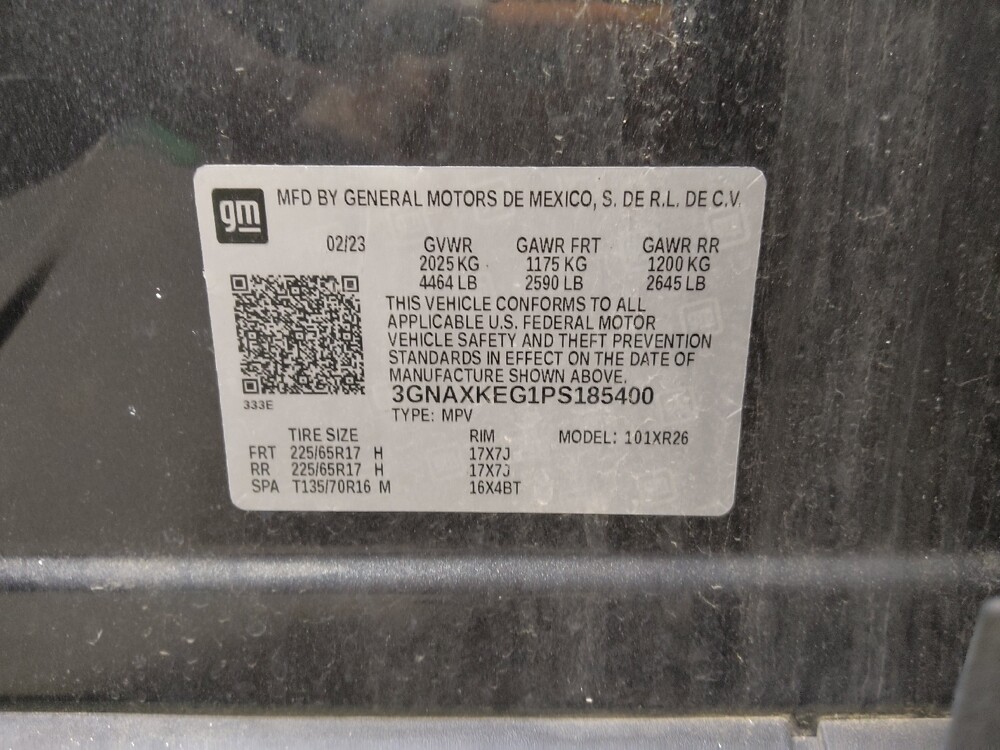 gm
MFD BY GENERAL MOTORS DE MEXICO, S. DE R.L. DE C.V.
02/23 GVWR GAWR FRT GAWR RR
2025 KG 1175 KG 1200 KG
4464 LB 2590 LB 2645 LB
THIS VEHICLE CONFORMS TO ALL
APPLICABLE U.S. FEDERAL MOTOR
VEHICLE SAFETY AND THEFT PREVENTION
STANDARDS IN EFFECT ON THE DATE OF
MANUFACTURE SHOWN ABOVE.
333E
3GNAXKEG1PS185400
TYPE: MPV
TIRE SIZE RIM MODEL: 101XR26
FRT 225/65R17 H 17X7J
RR 225/65R17 H 17X7J
SPA T135/70R16 M 16X4BT